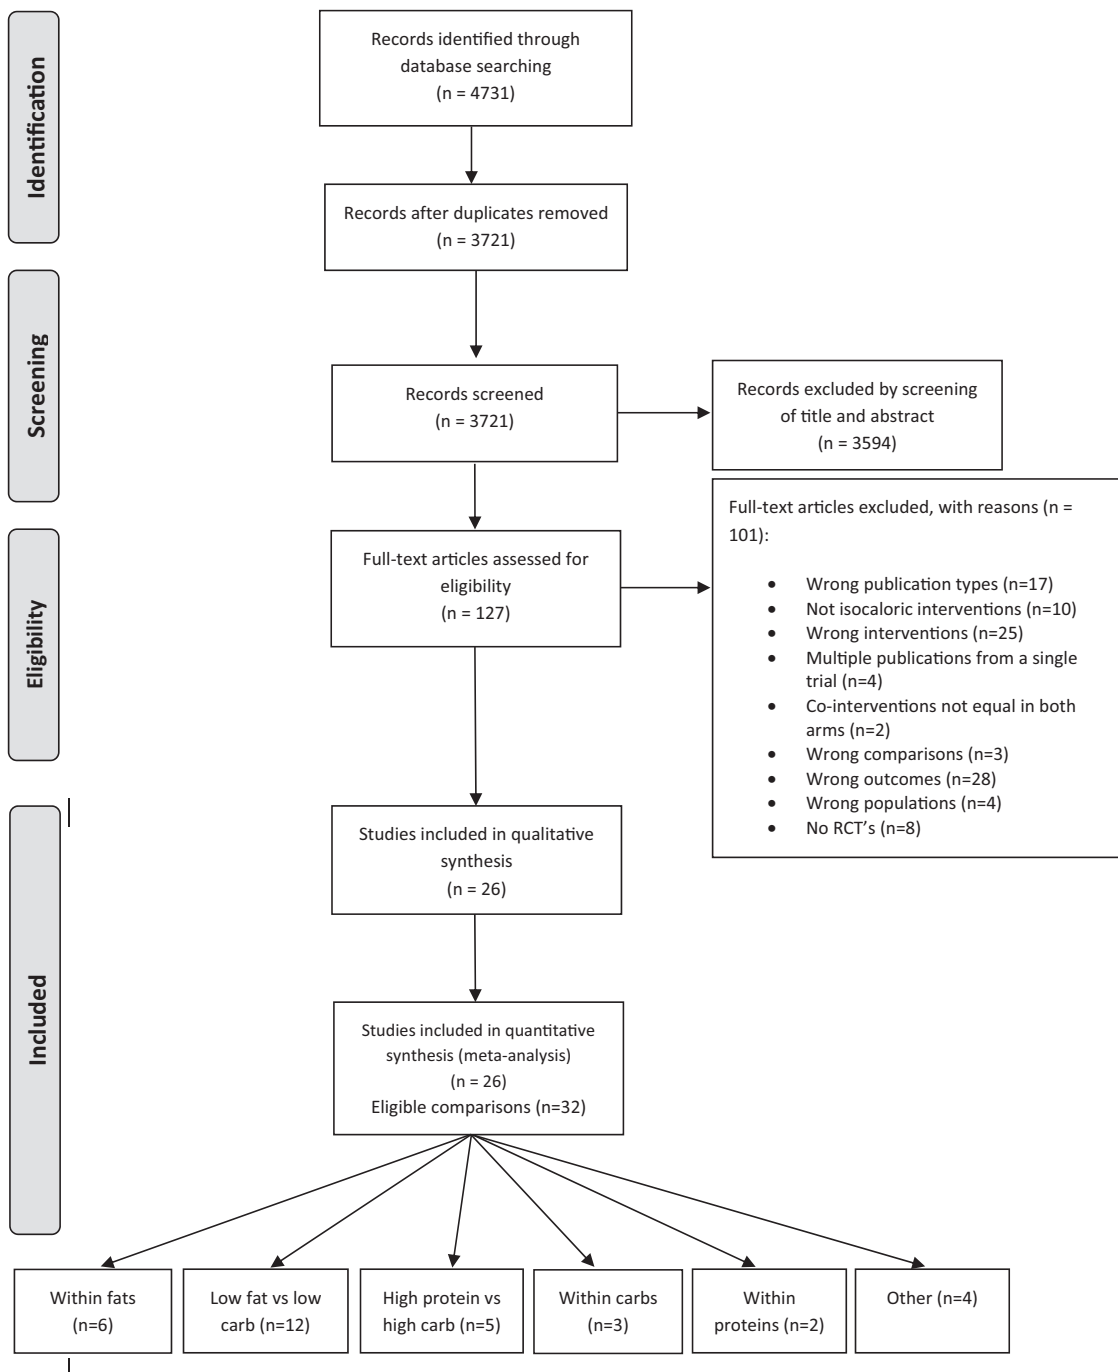 Identification
Records identified through
database searching
(n = 4731)
Records after duplicates removed
(n = 3721)
Screening
Records screened
(n = 3721)
Records excluded by screening
of title and abstract
(n = 3594)
Eligibility
Full-text articles assessed for
eligibility
(n = 127)
Full-text articles excluded, with reasons (n =
101):
• Wrong publication types (n=17)
• Not isocaloric interventions (n=10)
• Wrong interventions (n=25)
• Multiple publications from a single
trial (n=4)
• Co-interventions not equal in both
arms (n=2)
• Wrong comparisons (n=3)
• Wrong outcomes (n=28)
• Wrong populations (n=4)
• No RCT's (n=8)
Included
Studies included in qualitative
synthesis
(n = 26)
Studies included in quantitative
synthesis (meta-analysis)
(n = 26)
Eligible comparisons (n=32)
Within fats
(n=6)
Low fat vs low
carb (n=12)
High protein vs
high carb (n=5)
Within carbs
(n=3)
Within
proteins (n=2)
Other (n=4)